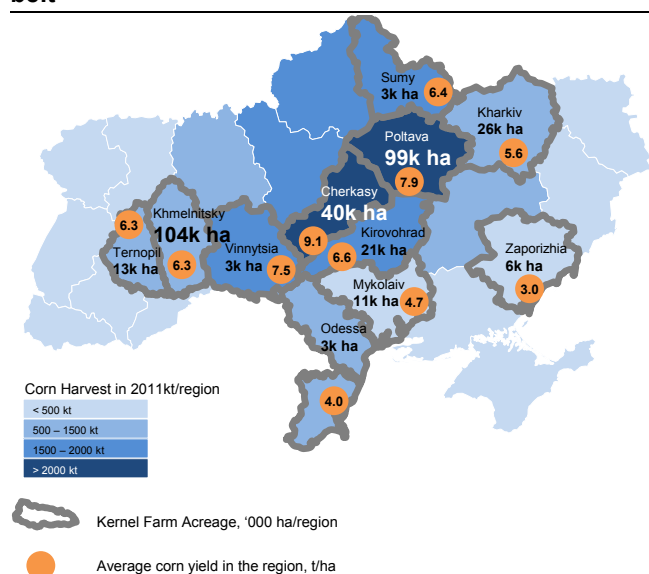 belt
Sumy
3k ha
6.4
Kharkiv
26k ha
5.6
Poltava
99k ha
7.9
Cherkasy
40k ha
9.1
Kirovohrad
21k ha
6.6
Khmelnitsky
104k ha
6.3
6.3
Ternopil
13k ha
Vinnytsia
3k ha
7.5
Zaporizhia
6k ha
3.0
Mykolaiv
11k ha
4.7
Odessa
3k ha
4.0
Corn Harvest in 2011kt/region
< 500 kt
500 – 1500 kt
1500 – 2000 kt
> 2000 kt
Kernel Farm Acreage, ‘000 ha/region
Average corn yield in the region, t/ha